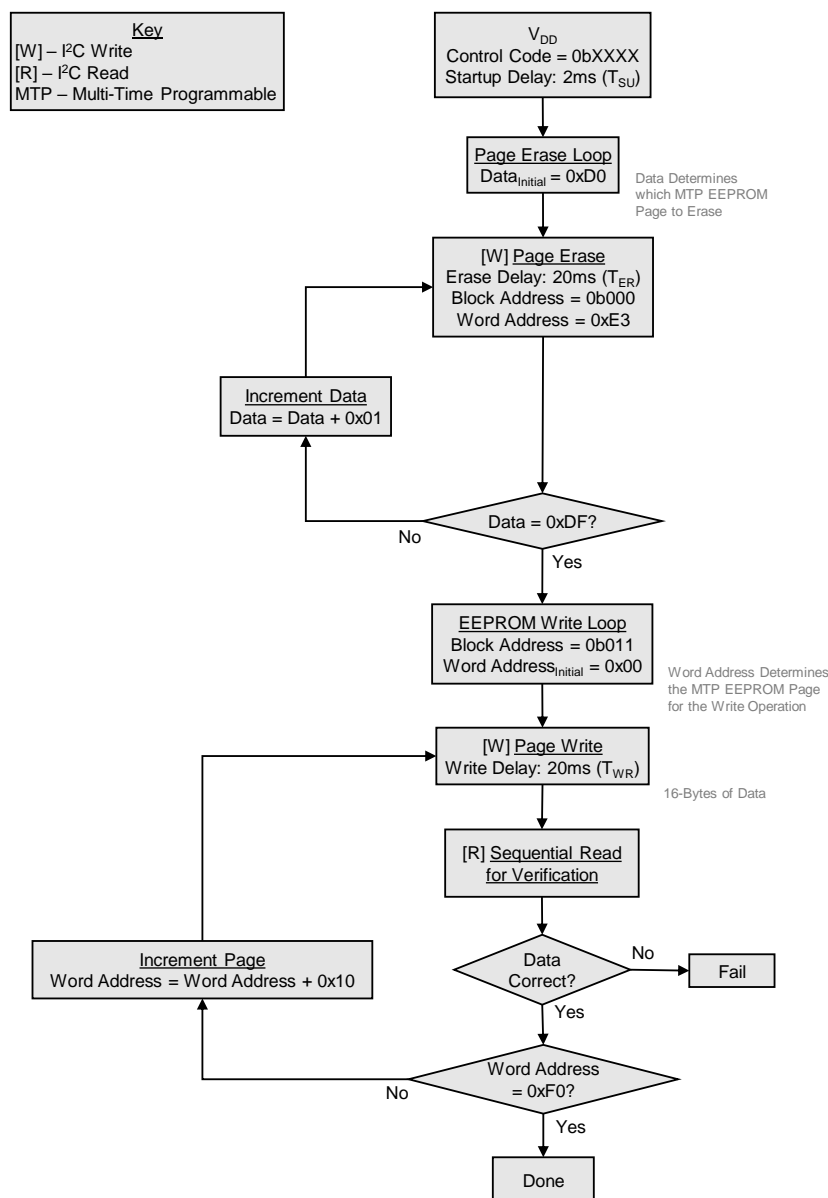 Key
[W] – I²C Write
[R] – I²C Read
MTP – Multi-Time Programmable
V_DD
Control Code = 0bXXXX
Startup Delay: 2ms (T_SU)
Page Erase Loop
Data_Initial = 0xD0
Data Determines
which MTP EEPROM
Page to Erase
[W] Page Erase
Erase Delay: 20ms (T_ER)
Block Address = 0b000
Word Address = 0xE3
Increment Data
Data = Data + 0x01
Data = 0xDF?
No
Yes
EEPROM Write Loop
Block Address = 0b011
Word Address_Initial = 0x00
Word Address Determines
the MTP EEPROM Page
for the Write Operation
[W] Page Write
Write Delay: 20ms (T_WR)
16-Bytes of Data
[R] Sequential Read
for Verification
Increment Page
Word Address = Word Address + 0x10
Data
Correct?
No
Fail
Yes
Word Address
= 0xF0?
No
Yes
Done